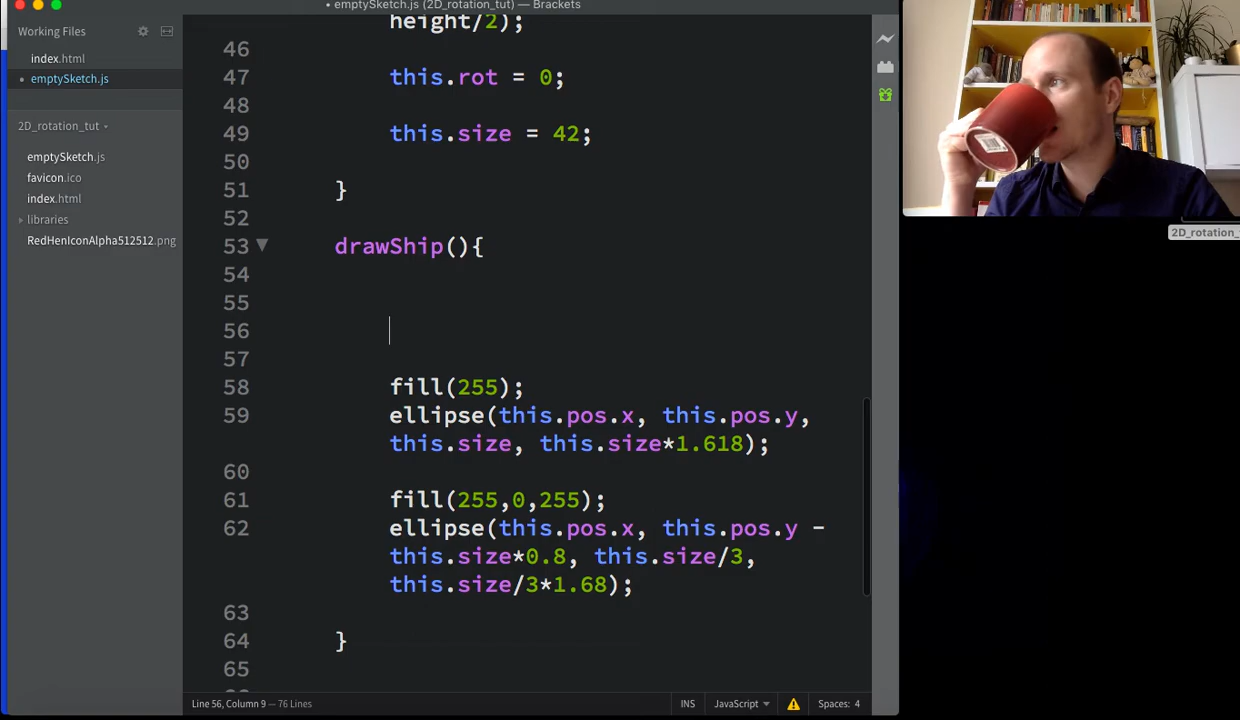 emptySketch.js (2D_rotation_tut) — Brackets
Working Files
index.html
emptySketch.js
2D_rotation_tut
emptySketch.js
favicon.ico
index.html
libraries
RedHenIconAlpha512512.png
height/2);
46
47 this.rot = 0;
48
49 this.size = 42;
50
51 }
52
53 drawShip(){
54
55
56
57
58 fill(255);
59 ellipse(this.pos.x, this.pos.y,
this.size, this.size*1.618);
60
61 fill(255,0,255);
62 ellipse(this.pos.x, this.pos.y -
this.size*0.8, this.size/3,
this.size/3*1.68);
63
64 }
65
Line 56, Column 9 — 76 Lines
INS JavaScript Spaces: 4
2D_rotation_